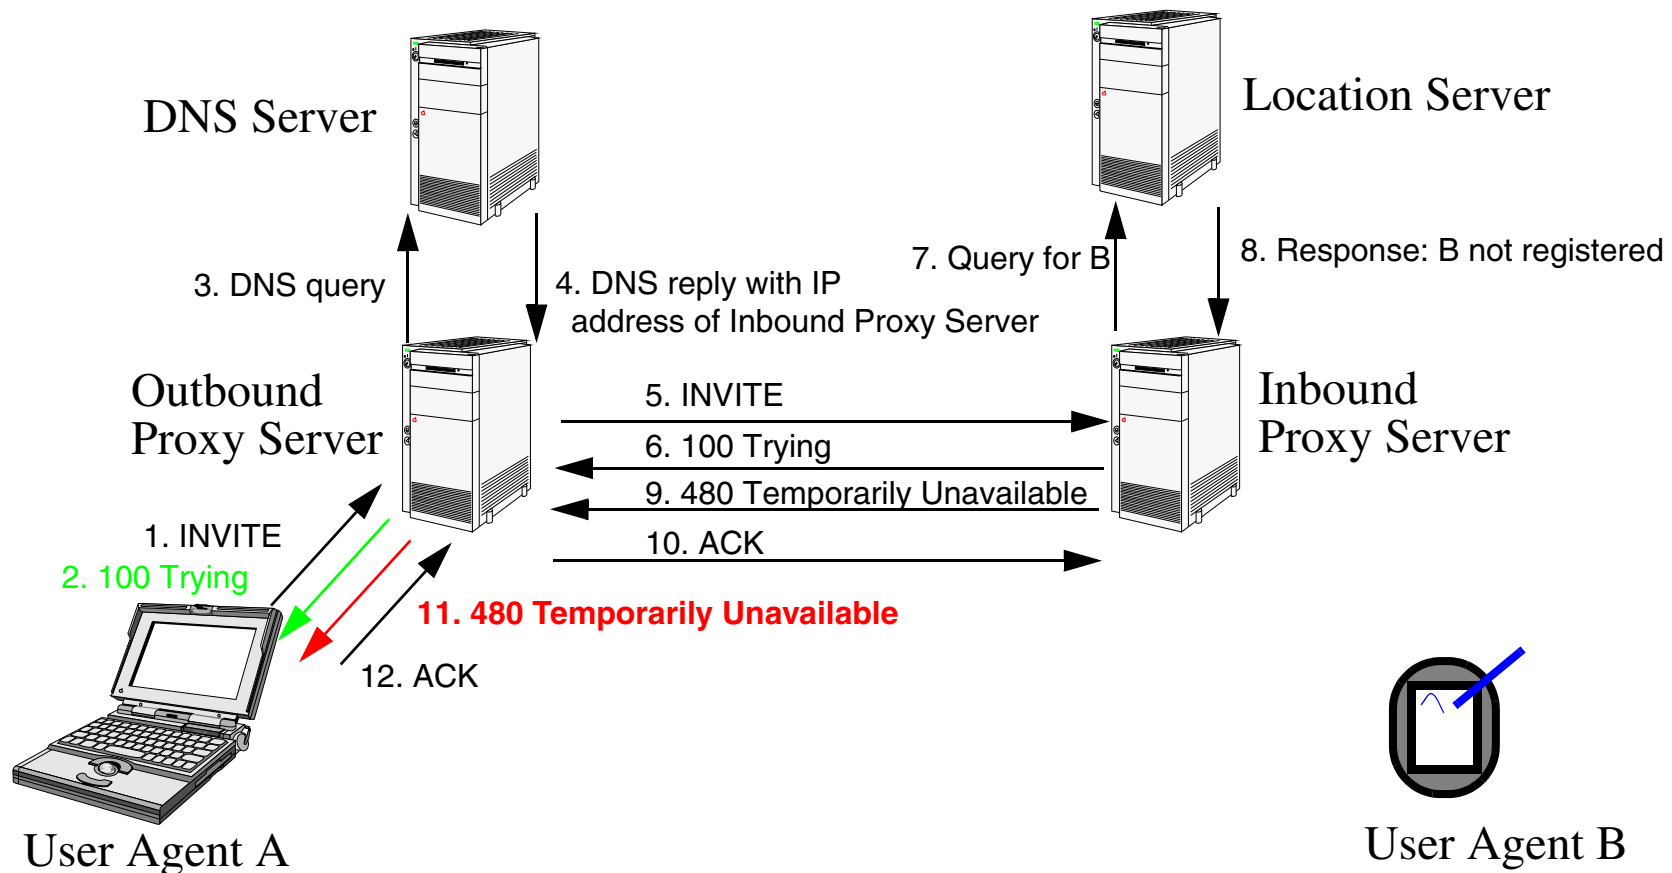 DNS Server
Location Server
3. DNS query
4. DNS reply with IP
address of Inbound Proxy Server
7. Query for B
8. Response: B not registered
Outbound
Proxy Server
5. INVITE
6. 100 Trying
9. 480 Temporarily Unavailable
10. ACK
Inbound
Proxy Server
1. INVITE
2. 100 Trying
11. 480 Temporarily Unavailable
12. ACK
User Agent A
User Agent B